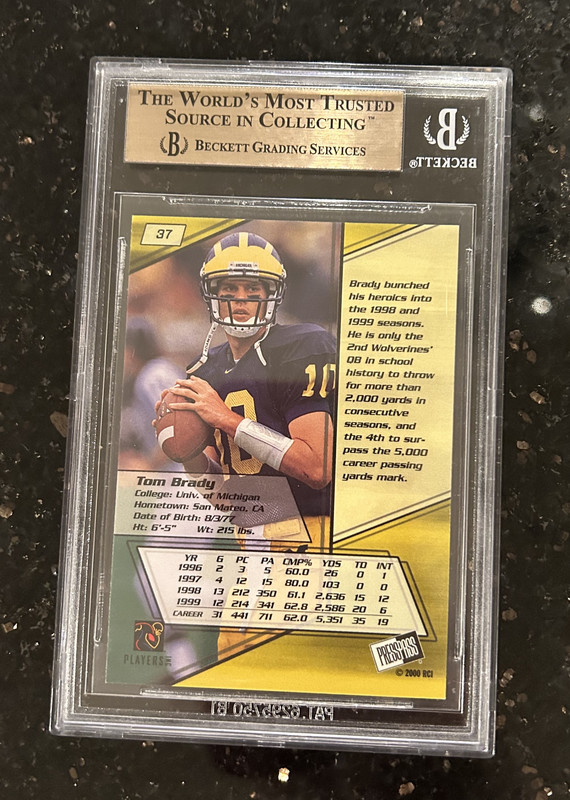 THE WORLD'S MOST TRUSTED
SOURCE IN COLLECTING™
B BECKETT GRADING SERVICES
B
BECKETT®
37
10
Brady bunched
his heroics into
the 1998 and
1999 seasons.
He is only the
2nd Wolverines'
QB in school
history to throw
for more than
2,000 yards in
consecutive
seasons, and
the 4th to sur-
pass the 5,000
career passing
yards mark.
Tom Brady
College: Univ. of Michigan
Hometown: San Mateo, CA
Date of Birth: 8/3/77
Ht: 6'-5" Wt: 215 lbs.
YR G PC PA CMP% YDS TD INT
1996 2 3 5 60.0 26 0 1
1997 4 12 15 80.0 103 0 0
1998 13 212 350 61.1 2,636 15 12
1999 12 214 341 62.8 2,586 20 6
CAREER 31 441 711 62.0 5,351 35 19
PLAYERS INC
PRESS PASS
© 2000 RCI